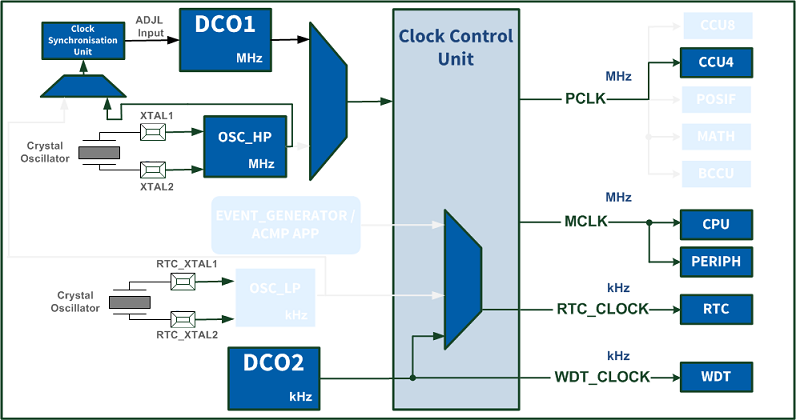 Clock
Synchronisation
Unit
ADJL
Input
DCO1
MHz
Clock Control
Unit
CCU8
MHz
CCU4
PCLK
POSIF
MATH
BCCU
XTAL1
OSC_HP
MHz
Crystal
Oscillator
XTAL2
EVENT_GENERATOR /
ACMP APP
MHz
MCLK
CPU
PERIPH
RTC_XTAL1
OSC_LP
kHz
Crystal
Oscillator
RTC_XTAL2
kHz
RTC_CLOCK
RTC
DCO2
kHz
kHz
WDT_CLOCK
WDT